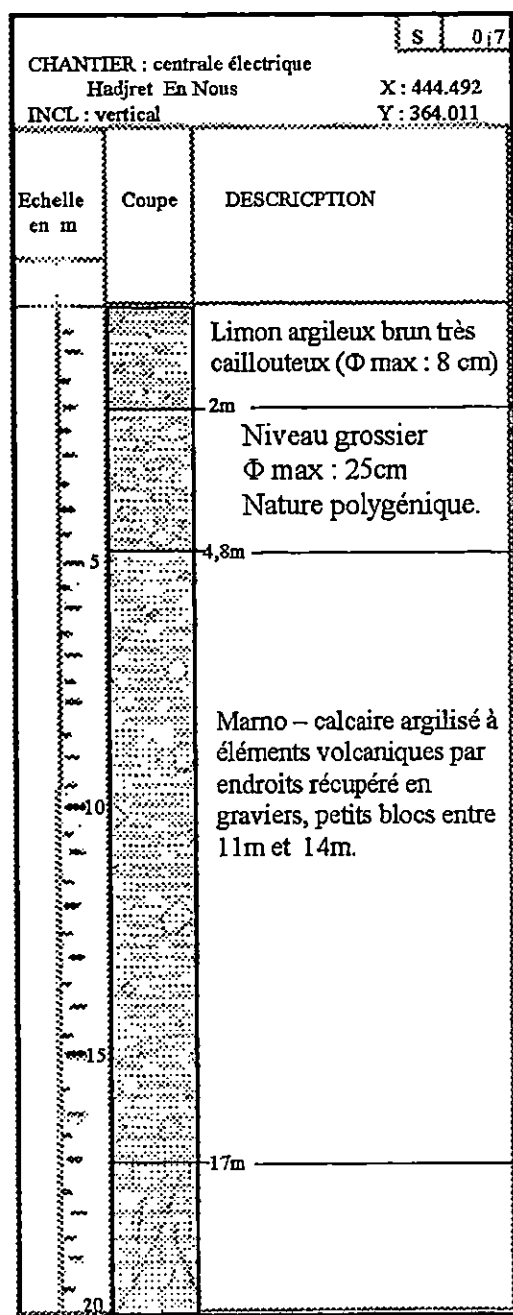 S 0 7
CHANTIER : centrale électrique
Hadjret En Nous X : 444.492
INCL : vertical Y : 364.011
Echelle en m
Coupe
DESCRICPTION
Limon argileux brun très
caillouteux (Φ max : 8 cm)
2m
Niveau grossier
Φ max : 25cm
Nature polygénique.
4,8m
5
Marno – calcaire argilisé à
éléments volcaniques par
endroits récupéré en
graviers, petits blocs entre
11m et 14m.
10
15
17m
20